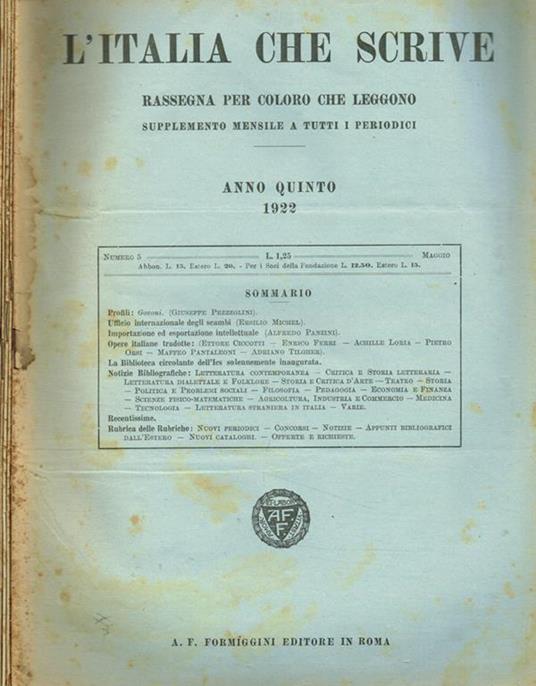 L'ITALIA CHE SCRIVE
RASSEGNA PER COLORO CHE LEGGONO
SUPPLEMENTO MENSILE A TUTTI I PERIODICI
ANNO QUINTO
1922
NUMERO 5 L. 1,25 MAGGIO
Abbon. L. 15. Estero L. 20. - Per i Soci della Fondazione L. 12.50. Estero L. 15.
SOMMARIO
Profili: Govoni. (GIUSEPPE PREZZOLINI).
Ufficio internazionale degli scambi (ERSILIO MICHEL).
Importazione ed esportazione intellettuale (ALFREDO PANZINI).
Opere italiane tradotte: (ETTORE CICCOTTI — ENRICO FERRI — ACHILLE LORIA — PIETRO
ORSI — MAFFEO PANTALEONI — ADRIANO TILGHER).
La Biblioteca circolante dell'Ics solennemente inaugurata.
Notizie Bibliografiche: LETTERATURA CONTEMPORANEA — CRITICA E STORIA LETTERARIA —
LETTERATURA DIALETTALE E FOLKLORE — STORIA E CRITICA D'ARTE — TEATRO — STORIA
— POLITICA E PROBLEMI SOCIALI — FILOSOFIA — PEDAGOGIA — ECONOMIA E FINANZA
— SCIENZE FISICO-MATEMATICHE — AGRICOLTURA, INDUSTRIA E COMMERCIO — MEDICINA
— TECNOLOGIA — LETTERATURA STRANIERA IN ITALIA — VARIE.
Recentissime.
Rubrica delle Rubriche: NUOVI PERIODICI — CONCORSI — NOTIZIE — APPUNTI BIBLIOGRAFICI
DALL'ESTERO — NUOVI CATALOGHI. — OFFERTE E RICHIESTE.
AF
F
A. F. FORMÍGGINI EDITORE IN ROMA